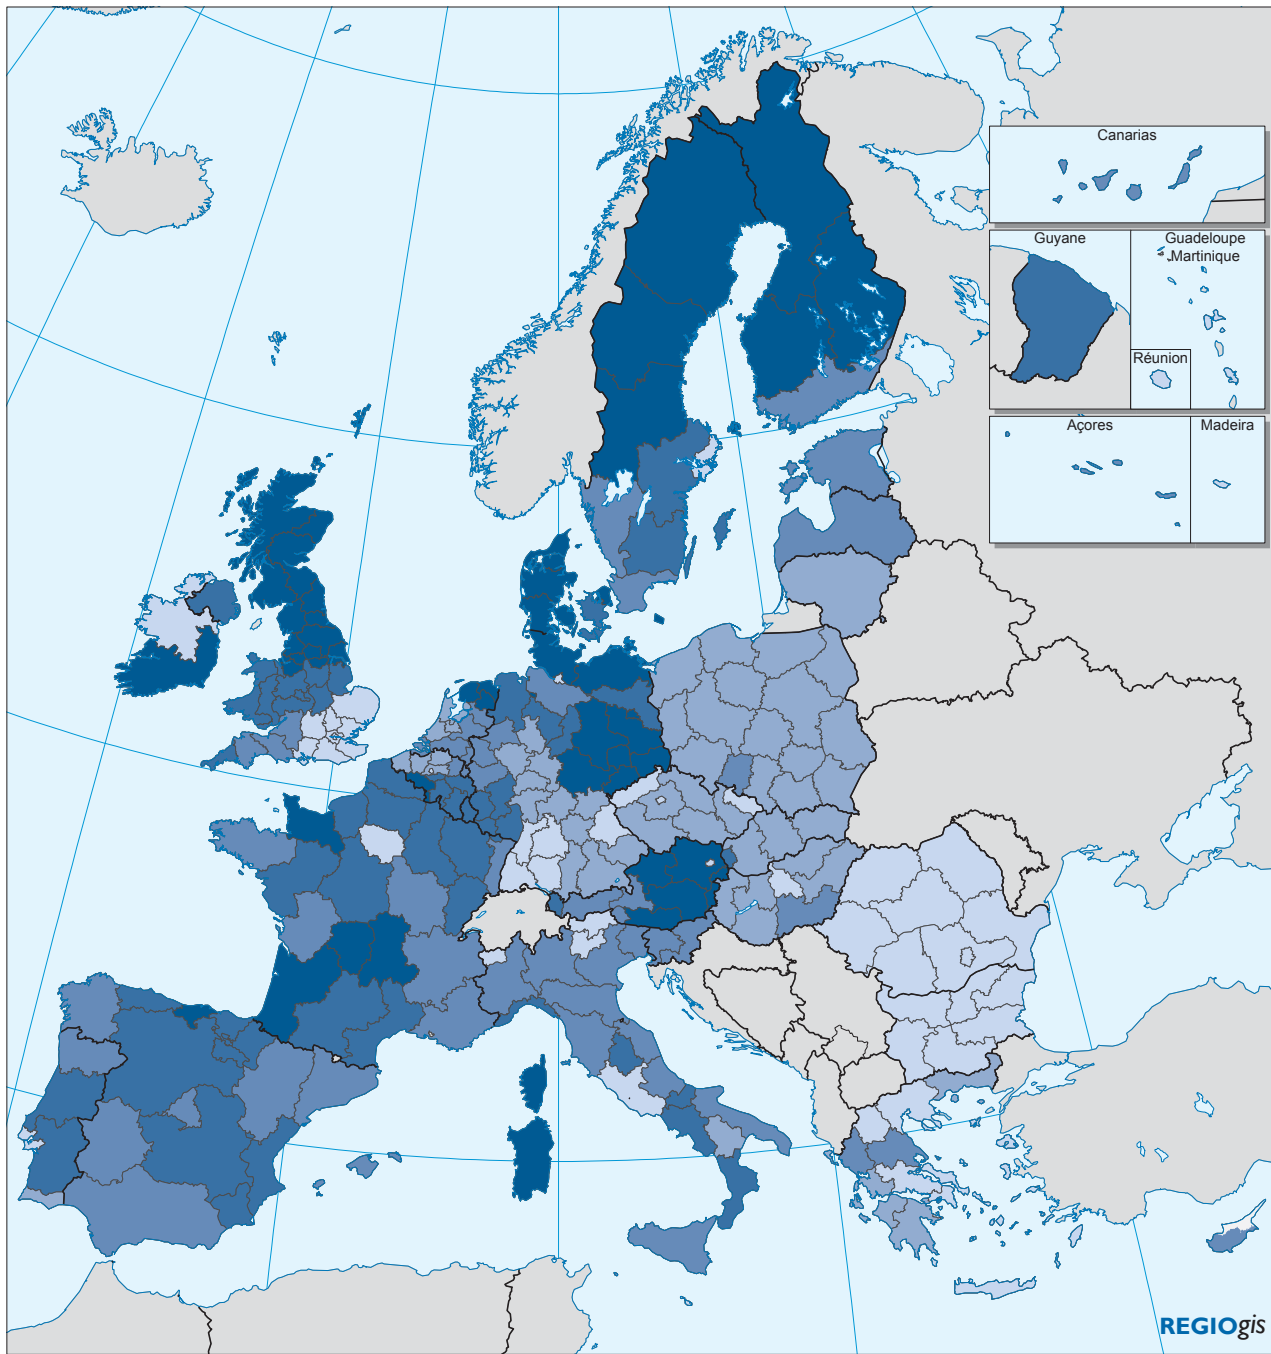 Canarias
Guyane
Guadeloupe
Martinique
Réunion
Açores
Madeira
REGIOgis